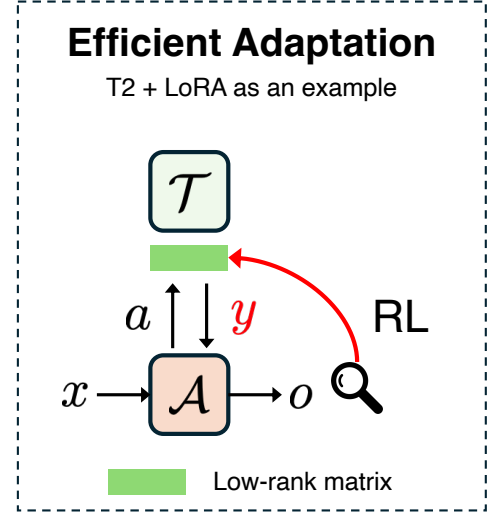 Efficient Adaptation
T2 + LoRA as an example
𝒯
a y
RL
x 𝒜 o
Low-rank matrix